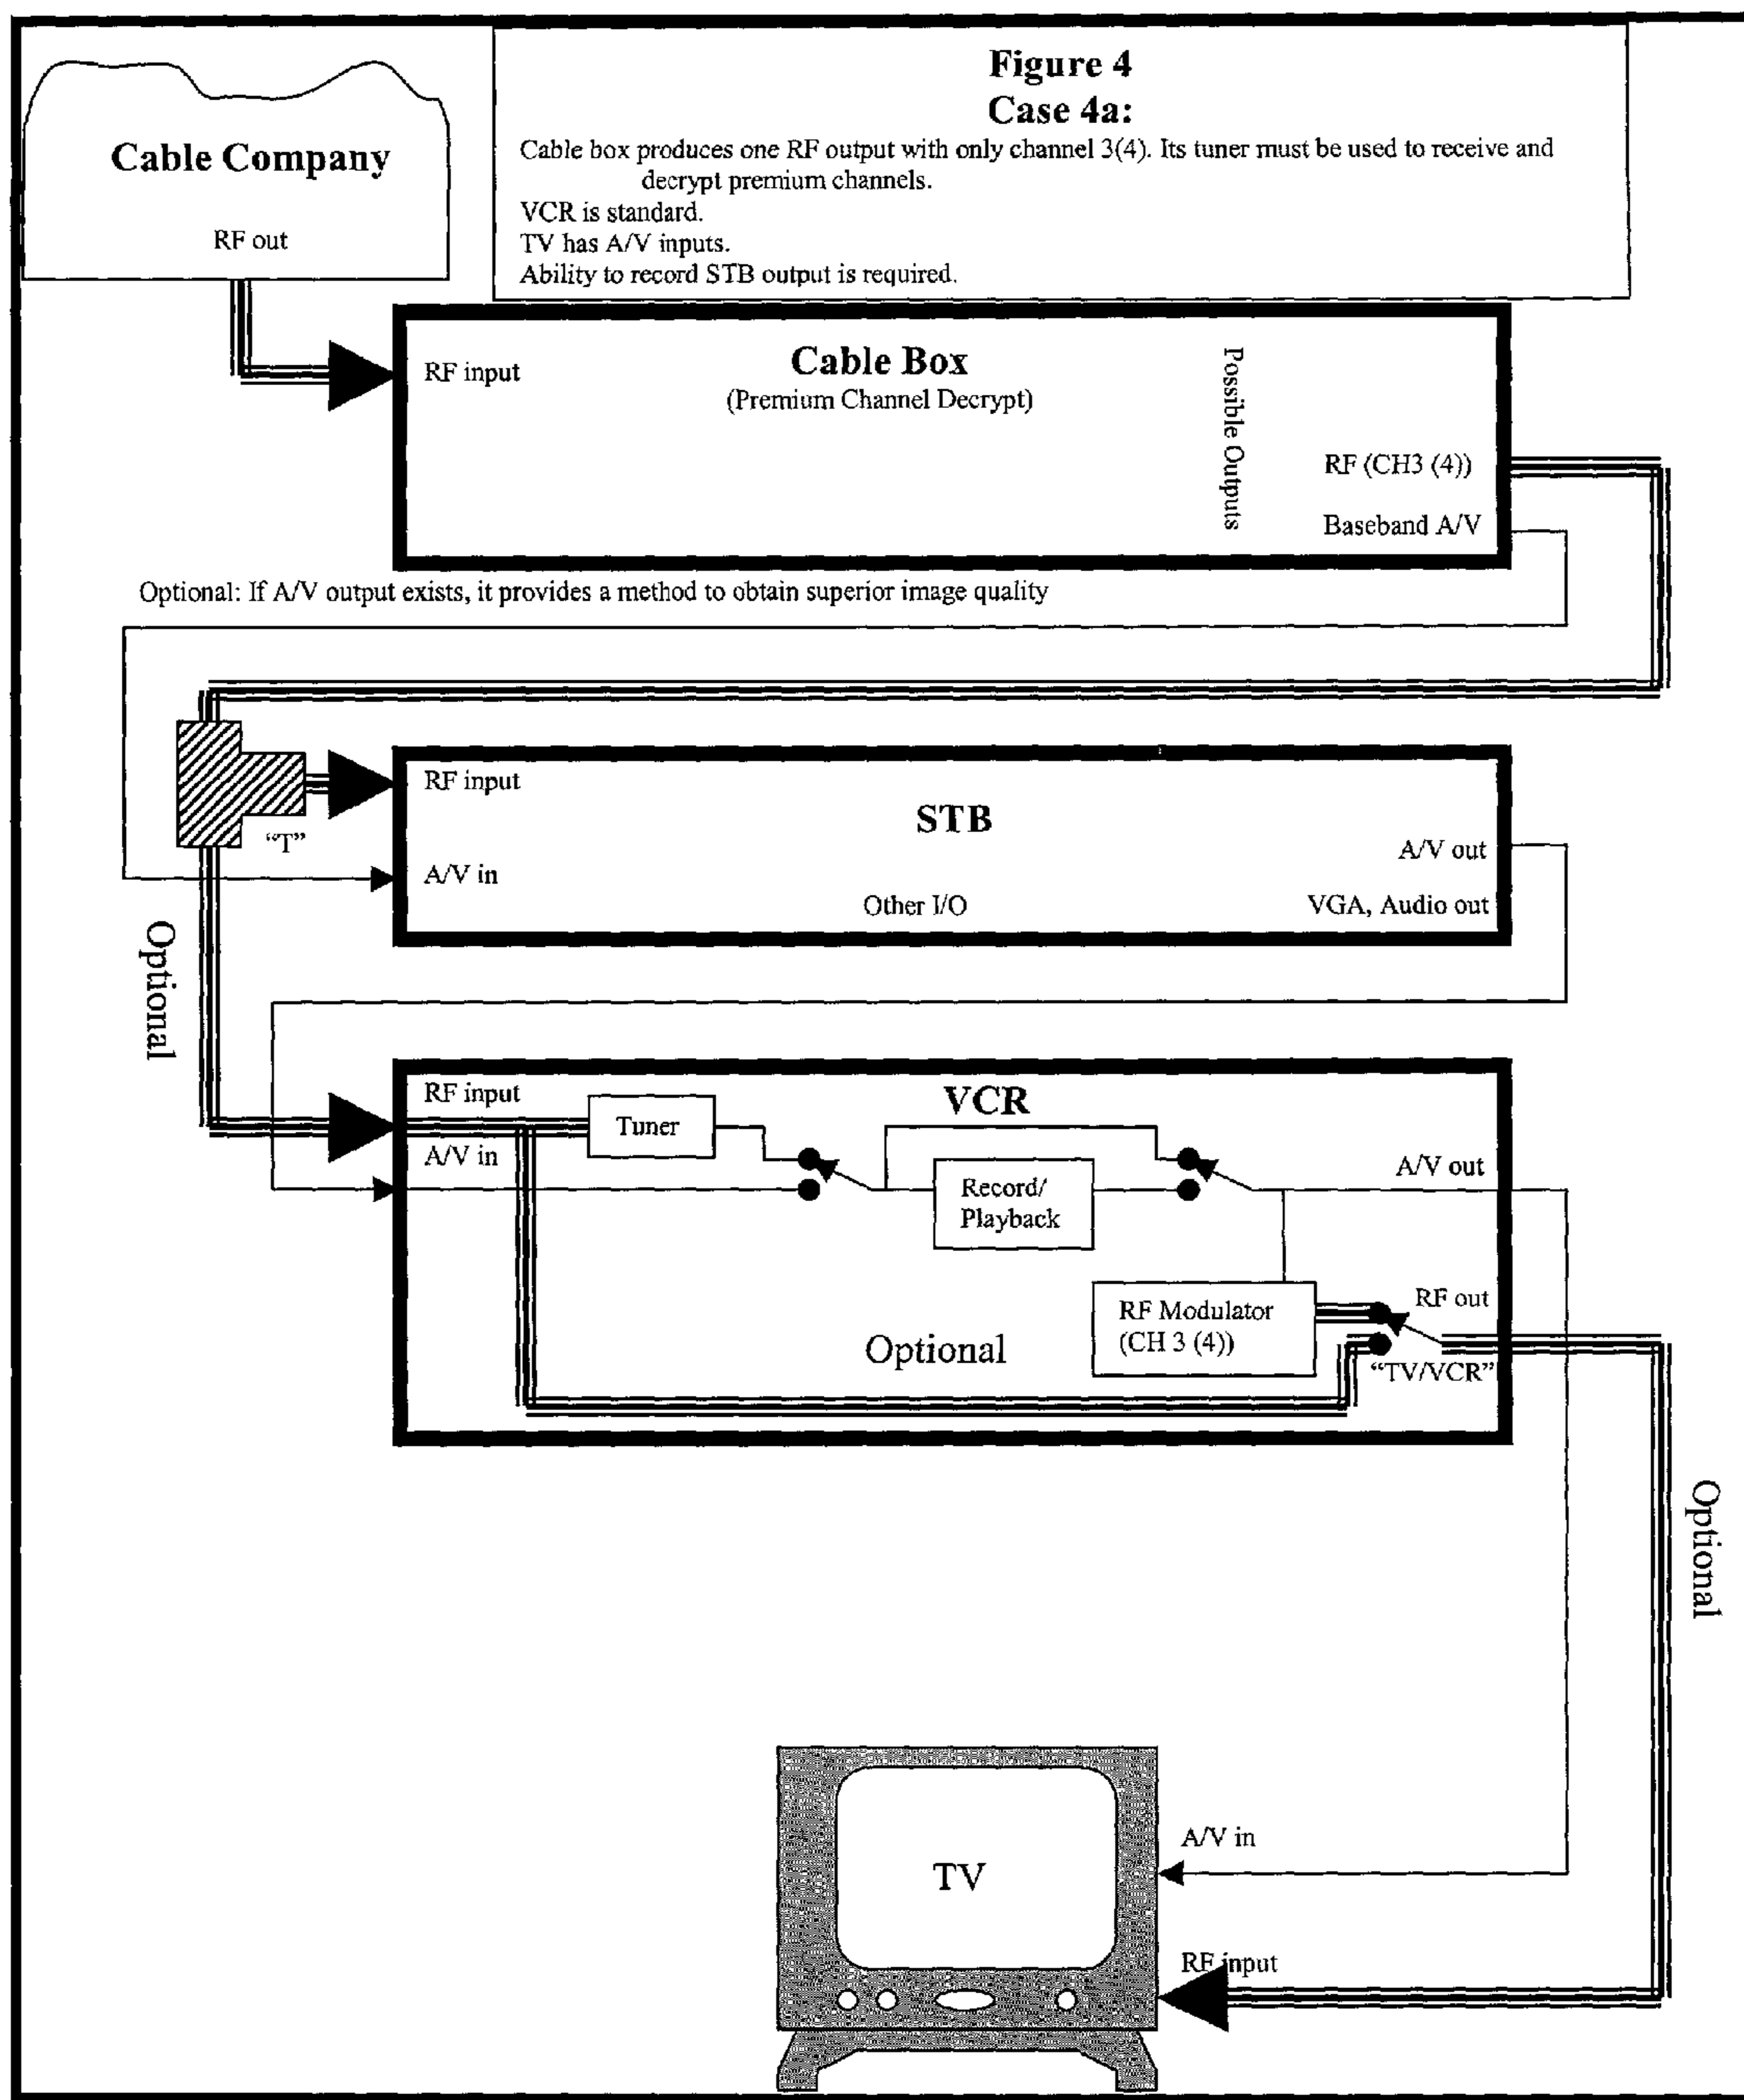 Figure 4
Case 4a:
Cable box produces one RF output with only channel 3(4). Its tuner must be used to receive and
decrypt premium channels.
VCR is standard.
TV has A/V inputs.
Ability to record STB output is required.
Cable Company
RF out
Cable Box
(Premium Channel Decrypt)
RF input
Possible Outputs
RF (CH3 (4))
Baseband A/V
Optional: If A/V output exists, it provides a method to obtain superior image quality
RF input
STB
"T"
A/V in
A/V out
Other I/O
VGA, Audio out
Optional
RF input
VCR
Tuner
A/V in
A/V out
Record/
Playback
RF Modulator
(CH 3 (4))
RF out
Optional
"TV/VCR"
Optional
A/V in
TV
RF input